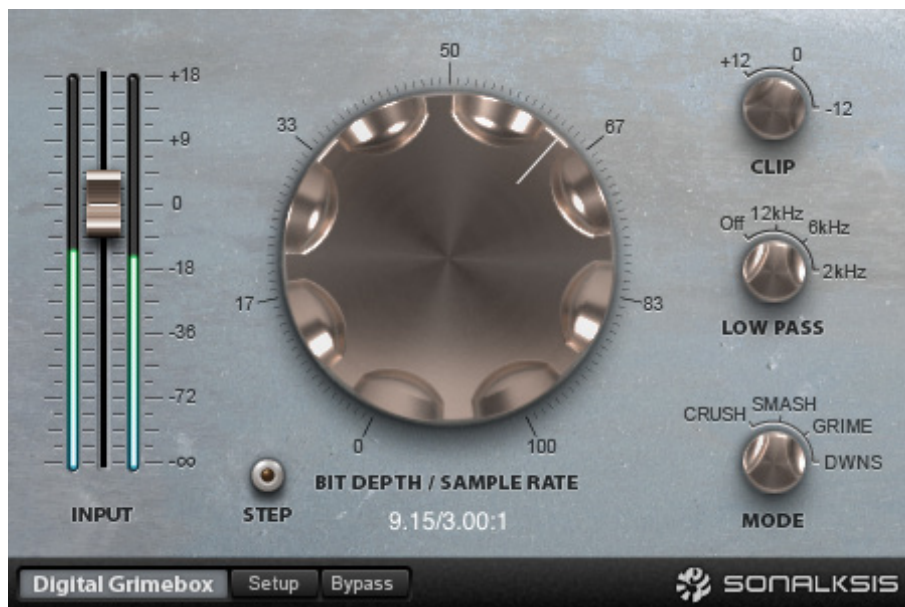 +18
+9
0
-18
-36
-72
-∞
INPUT
STEP
0
17
33
50
67
83
100
BIT DEPTH / SAMPLE RATE
9.15/3.00:1
+12 0 -12
CLIP
Off 12kHz 6kHz 2kHz
LOW PASS
CRUSH SMASH GRIME DWNS
MODE
Digital Grimebox Setup Bypass SONALKSIS